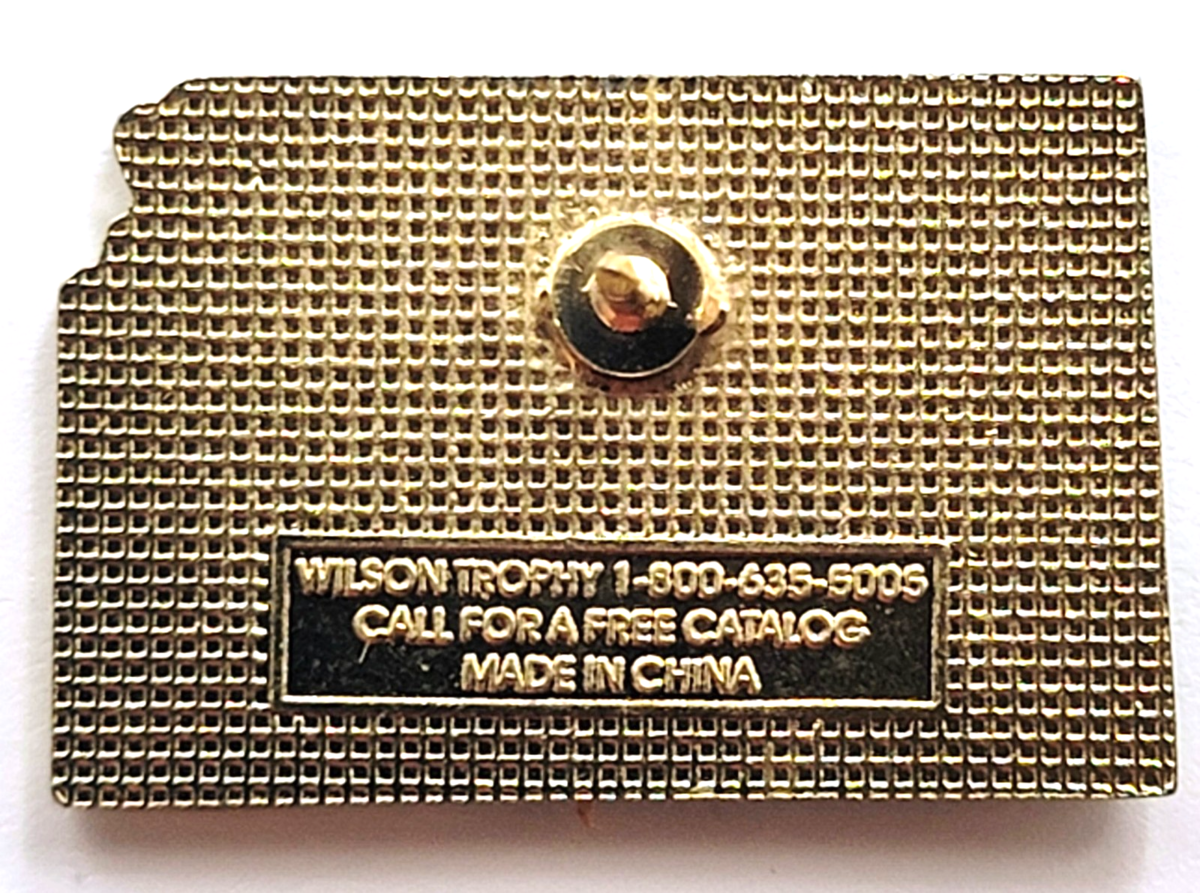 WILSON TROPHY 1-800-635-5005
CALL FOR A FREE CATALOG
MADE IN CHINA